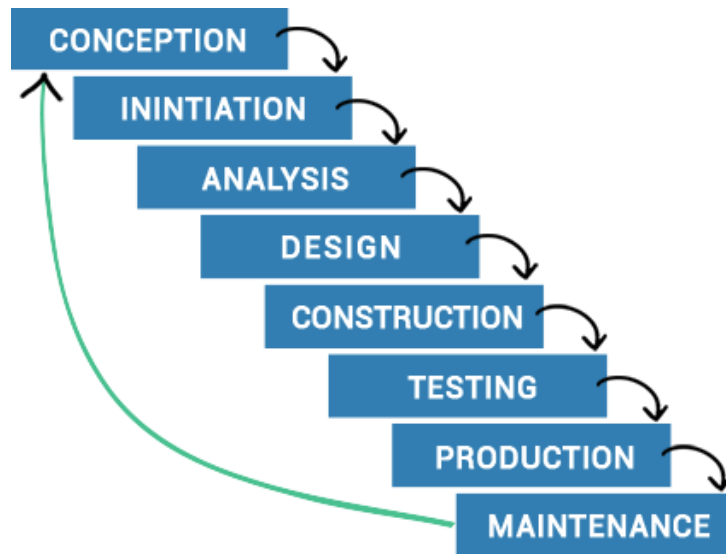 CONCEPTION
ININTIATION
ANALYSIS
DESIGN
CONSTRUCTION
TESTING
PRODUCTION
MAINTENANCE